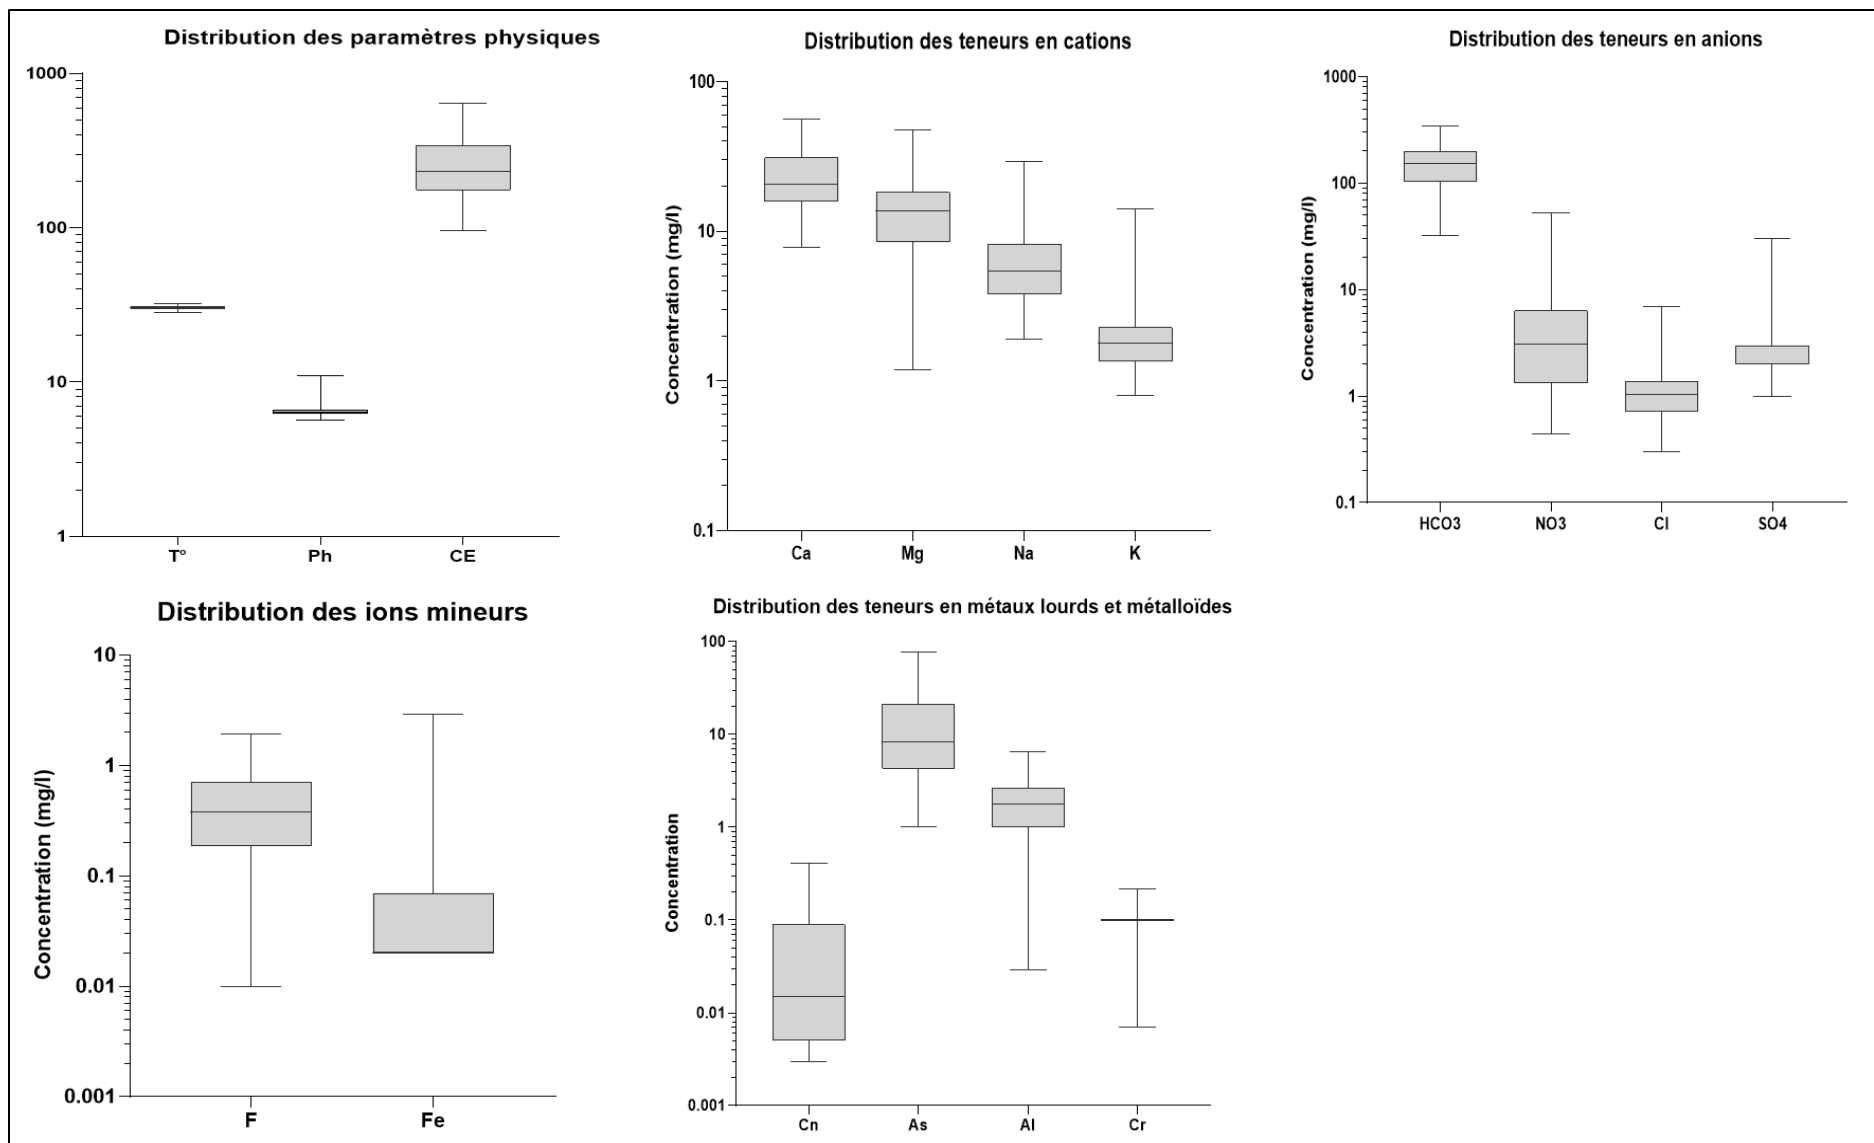 Distribution des paramètres physiques
1000
100
10
1
T°
Ph
CE
Distribution des teneurs en cations
Concentration (mg/l)
100
10
1
0.1
Ca
Mg
Na
K
Distribution des teneurs en anions
Concentration (mg/l)
1000
100
10
1
0.1
HCO3
NO3
Cl
SO4
Distribution des ions mineurs
Concentration (mg/l)
10
1
0.1
0.01
0.001
F
Fe
Distribution des teneurs en métaux lourds et métalloïdes
Concentration
100
10
1
0.1
0.01
0.001
Cn
As
Al
Cr